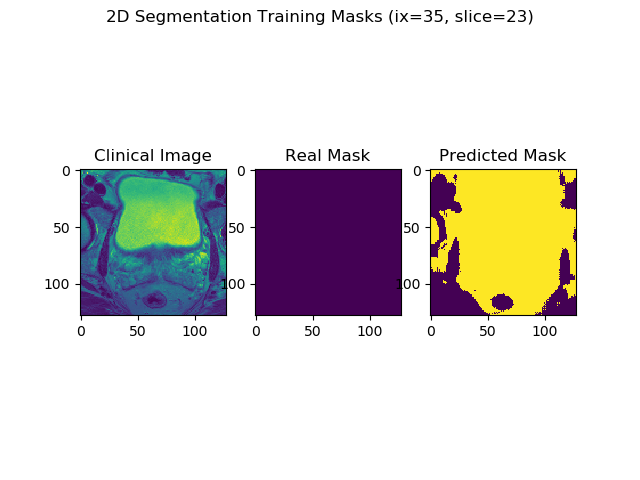 2D Segmentation Training Masks (ix=35, slice=23)
Clinical Image Real Mask Predicted Mask
0 0 0
50 50 50
100 100 100
0 50 100 0 50 100 0 50 100